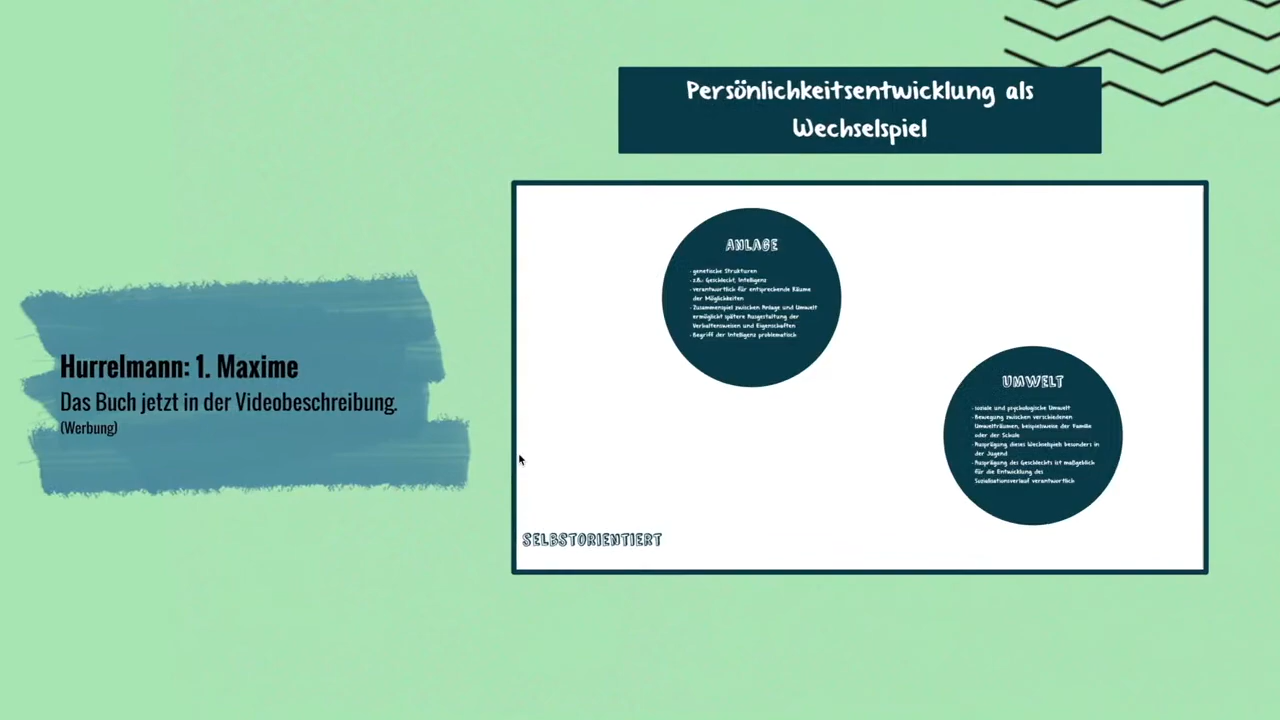 Persönlichkeitsentwicklung als
Wechselspiel
ANLAGE
- genetische Strukturen
- z.B.: Geschlecht, Intelligenz
- verantwortlich für entsprechende Räume
der Möglichkeiten
- Zusammenspiel zwischen Anlage und Umwelt
ermöglicht spätere Ausgestaltung der
Verhaltensweisen und Eigenschaften
- Begriff der Intelligenz problematisch
Hurrelmann: 1. Maxime
Das Buch jetzt in der Videobeschreibung.
(Werbung)
UMWELT
- soziale und psychologische Umwelt
- Bewegung zwischen verschiedenen
Umwelträumen, beispielsweise der Familie
oder der Schule
- Ausprägung dieses Wechselspiels besonders in
der Jugend
- Ausprägung des Geschlechts ist maßgeblich
für die Entwicklung des
Sozialisationsverlauf verantwortlich
SELBSTORIENTIERT